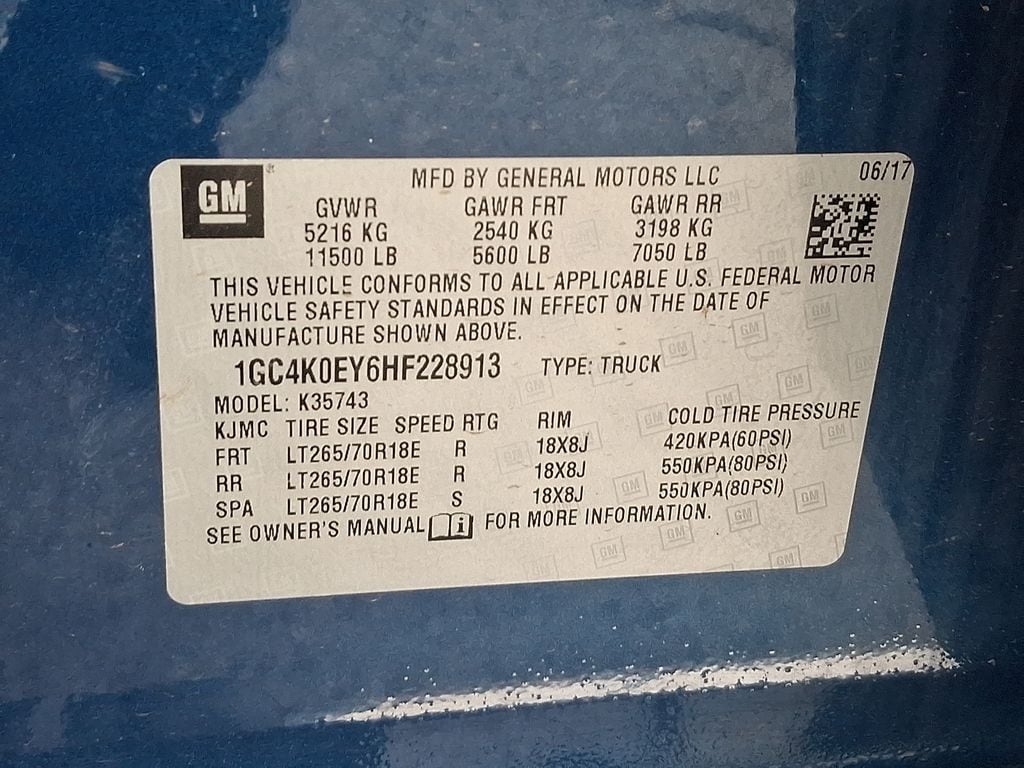 GM
MFD BY GENERAL MOTORS LLC 06/17
GVWR GAWR FRT GAWR RR
5216 KG 2540 KG 3198 KG
11500 LB 5600 LB 7050 LB
THIS VEHICLE CONFORMS TO ALL APPLICABLE U.S. FEDERAL MOTOR
VEHICLE SAFETY STANDARDS IN EFFECT ON THE DATE OF
MANUFACTURE SHOWN ABOVE.
1GC4K0EY6HF228913 TYPE: TRUCK
MODEL: K35743
KJMC TIRE SIZE SPEED RTG RIM COLD TIRE PRESSURE
FRT LT265/70R18E R 18X8J 420KPA(60PSI)
RR LT265/70R18E R 18X8J 550KPA(80PSI)
SPA LT265/70R18E S 18X8J 550KPA(80PSI)
SEE OWNER'S MANUAL FOR MORE INFORMATION.